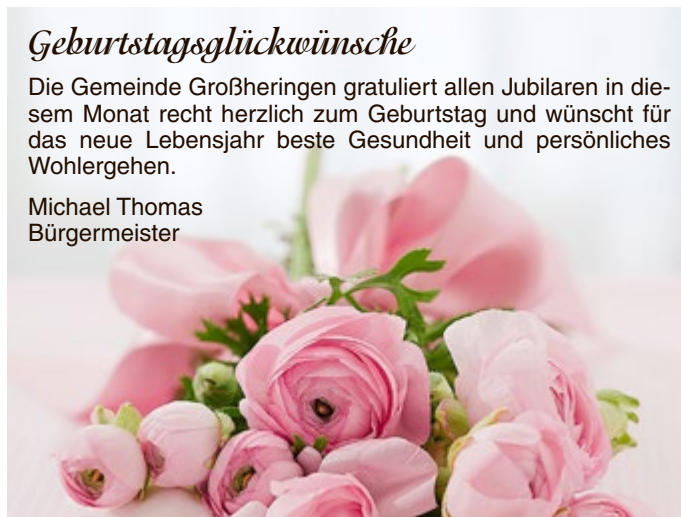 Geburtstagsglückwünsche
Die Gemeinde Großheringen gratuliert allen Jubilaren in die-
sem Monat recht herzlich zum Geburtstag und wünscht für
das neue Lebensjahr beste Gesundheit und persönliches
Wohlergehen.
Michael Thomas
Bürgermeister